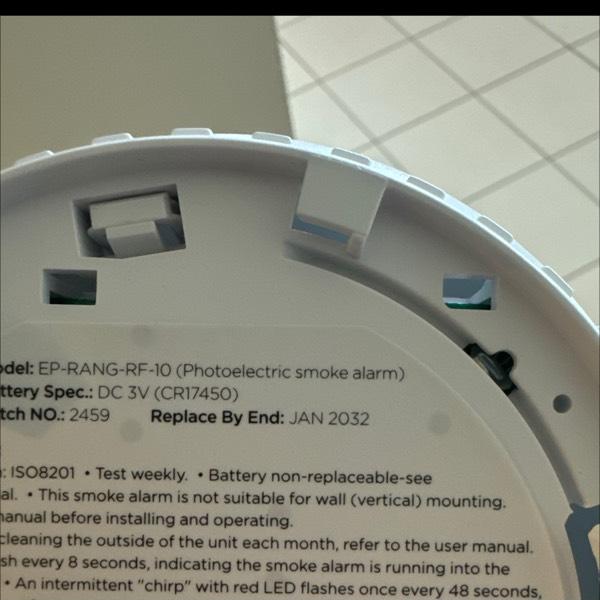 odel: EP-RANG-RF-10 (Photoelectric smoke alarm)
ttery Spec.: DC 3V (CR17450)
tch NO.: 2459 Replace By End: JAN 2032
: ISO8201 • Test weekly. • Battery non-replaceable-see
al. • This smoke alarm is not suitable for wall (vertical) mounting.
nanual before installing and operating.
cleaning the outside of the unit each month, refer to the user manual.
sh every 8 seconds, indicating the smoke alarm is running into the
• An intermittent "chirp" with red LED flashes once every 48 seconds,